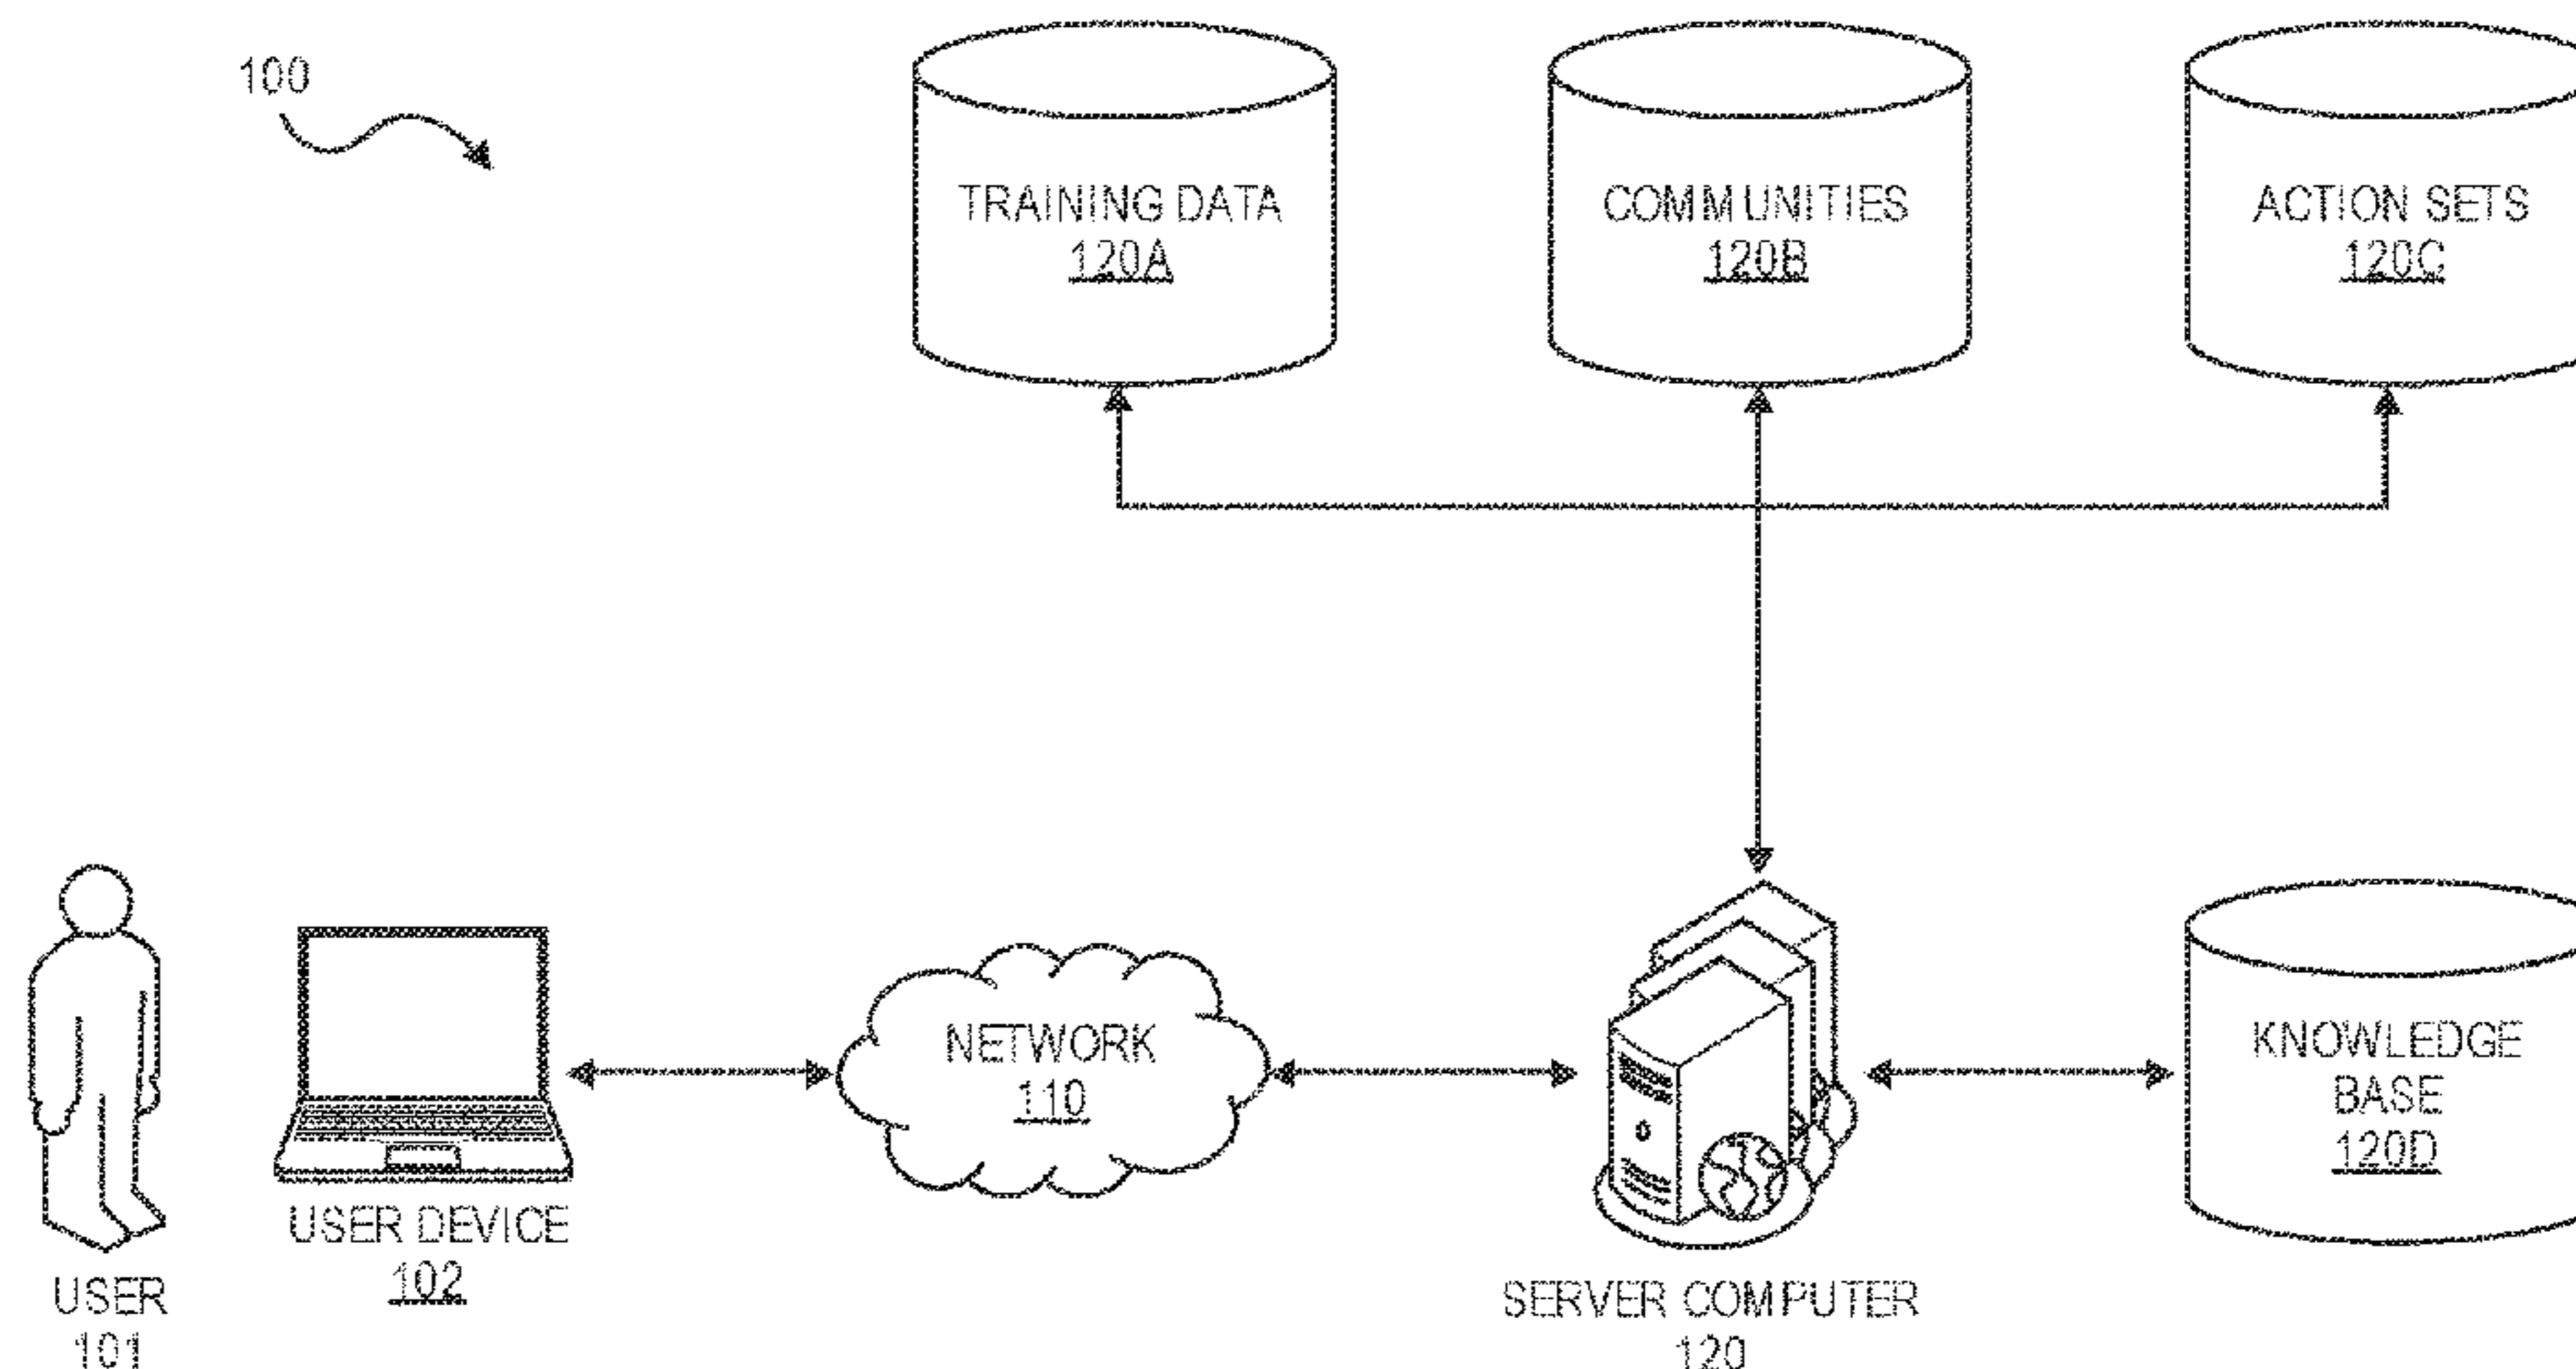 100
TRAINING DATA
120A
COMMUNITIES
120B
ACTION SETS
120C
NETWORK
110
KNOWLEDGE
BASE
120D
USER DEVICE
102
USER
101
SERVER COMPUTER
120